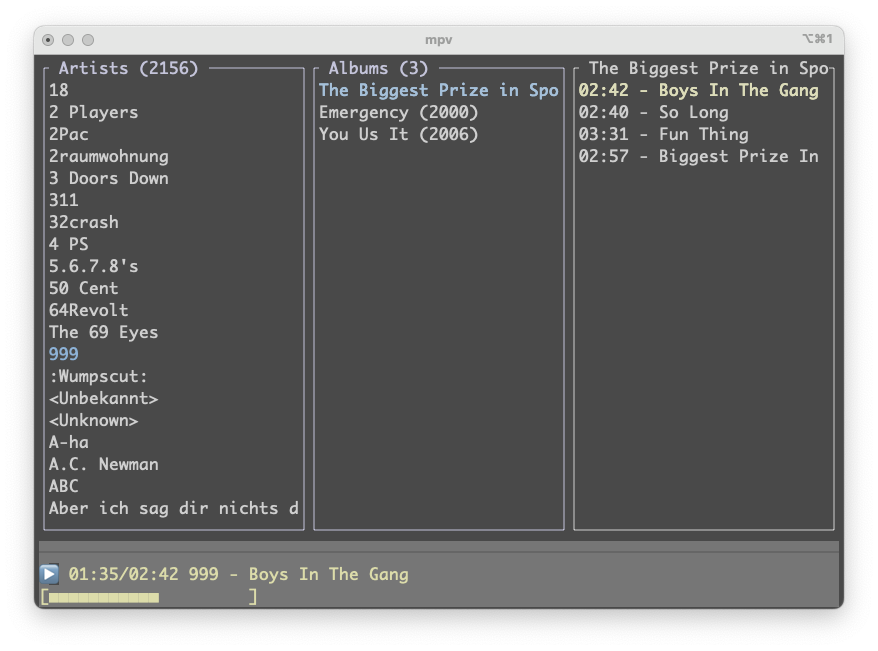 mpv
⌥⌘1
Artists (2156)
18
2 Players
2Pac
2raumwohnung
3 Doors Down
311
32crash
4 PS
5.6.7.8's
50 Cent
64Revolt
The 69 Eyes
999
:Wumpscut:
<Unbekannt>
<Unknown>
A-ha
A.C. Newman
ABC
Aber ich sag dir nichts d
Albums (3)
The Biggest Prize in Spo
Emergency (2000)
You Us It (2006)
The Biggest Prize in Spo
02:42 - Boys In The Gang
02:40 - So Long
03:31 - Fun Thing
02:57 - Biggest Prize In
01:35/02:42 999 - Boys In The Gang
[■■■■■■■■■■■         ]